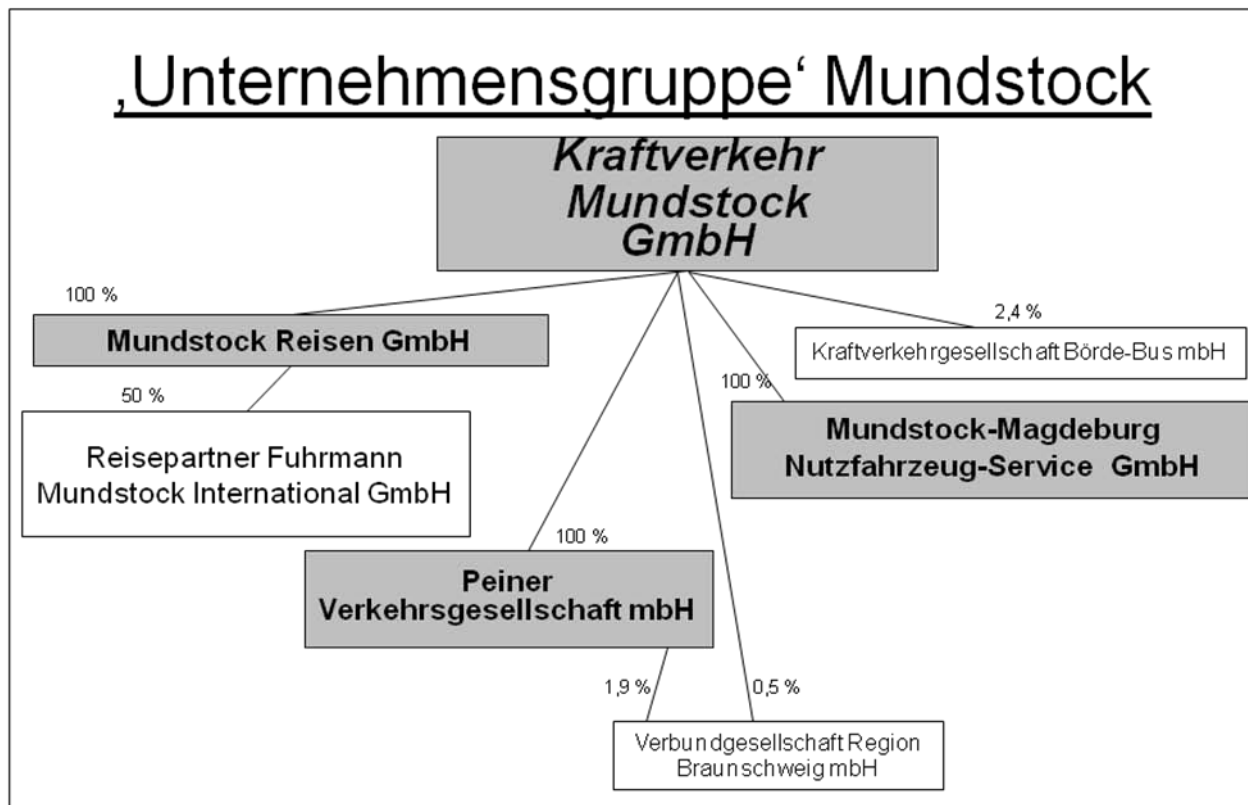 ‚Unternehmensgruppe‘ Mundstock
Kraftverkehr
Mundstock
GmbH
100 %
Mundstock Reisen GmbH
2,4 %
Kraftverkehrgesellschaft Börde-Bus mbH
50 %
Reisepartner Fuhrmann
Mundstock International GmbH
100 %
Mundstock-Magdeburg
Nutzfahrzeug-Service GmbH
100 %
Peiner
Verkehrsgesellschaft mbH
1,9 %
0,5 %
Verbundgesellschaft Region
Braunschweig mbH